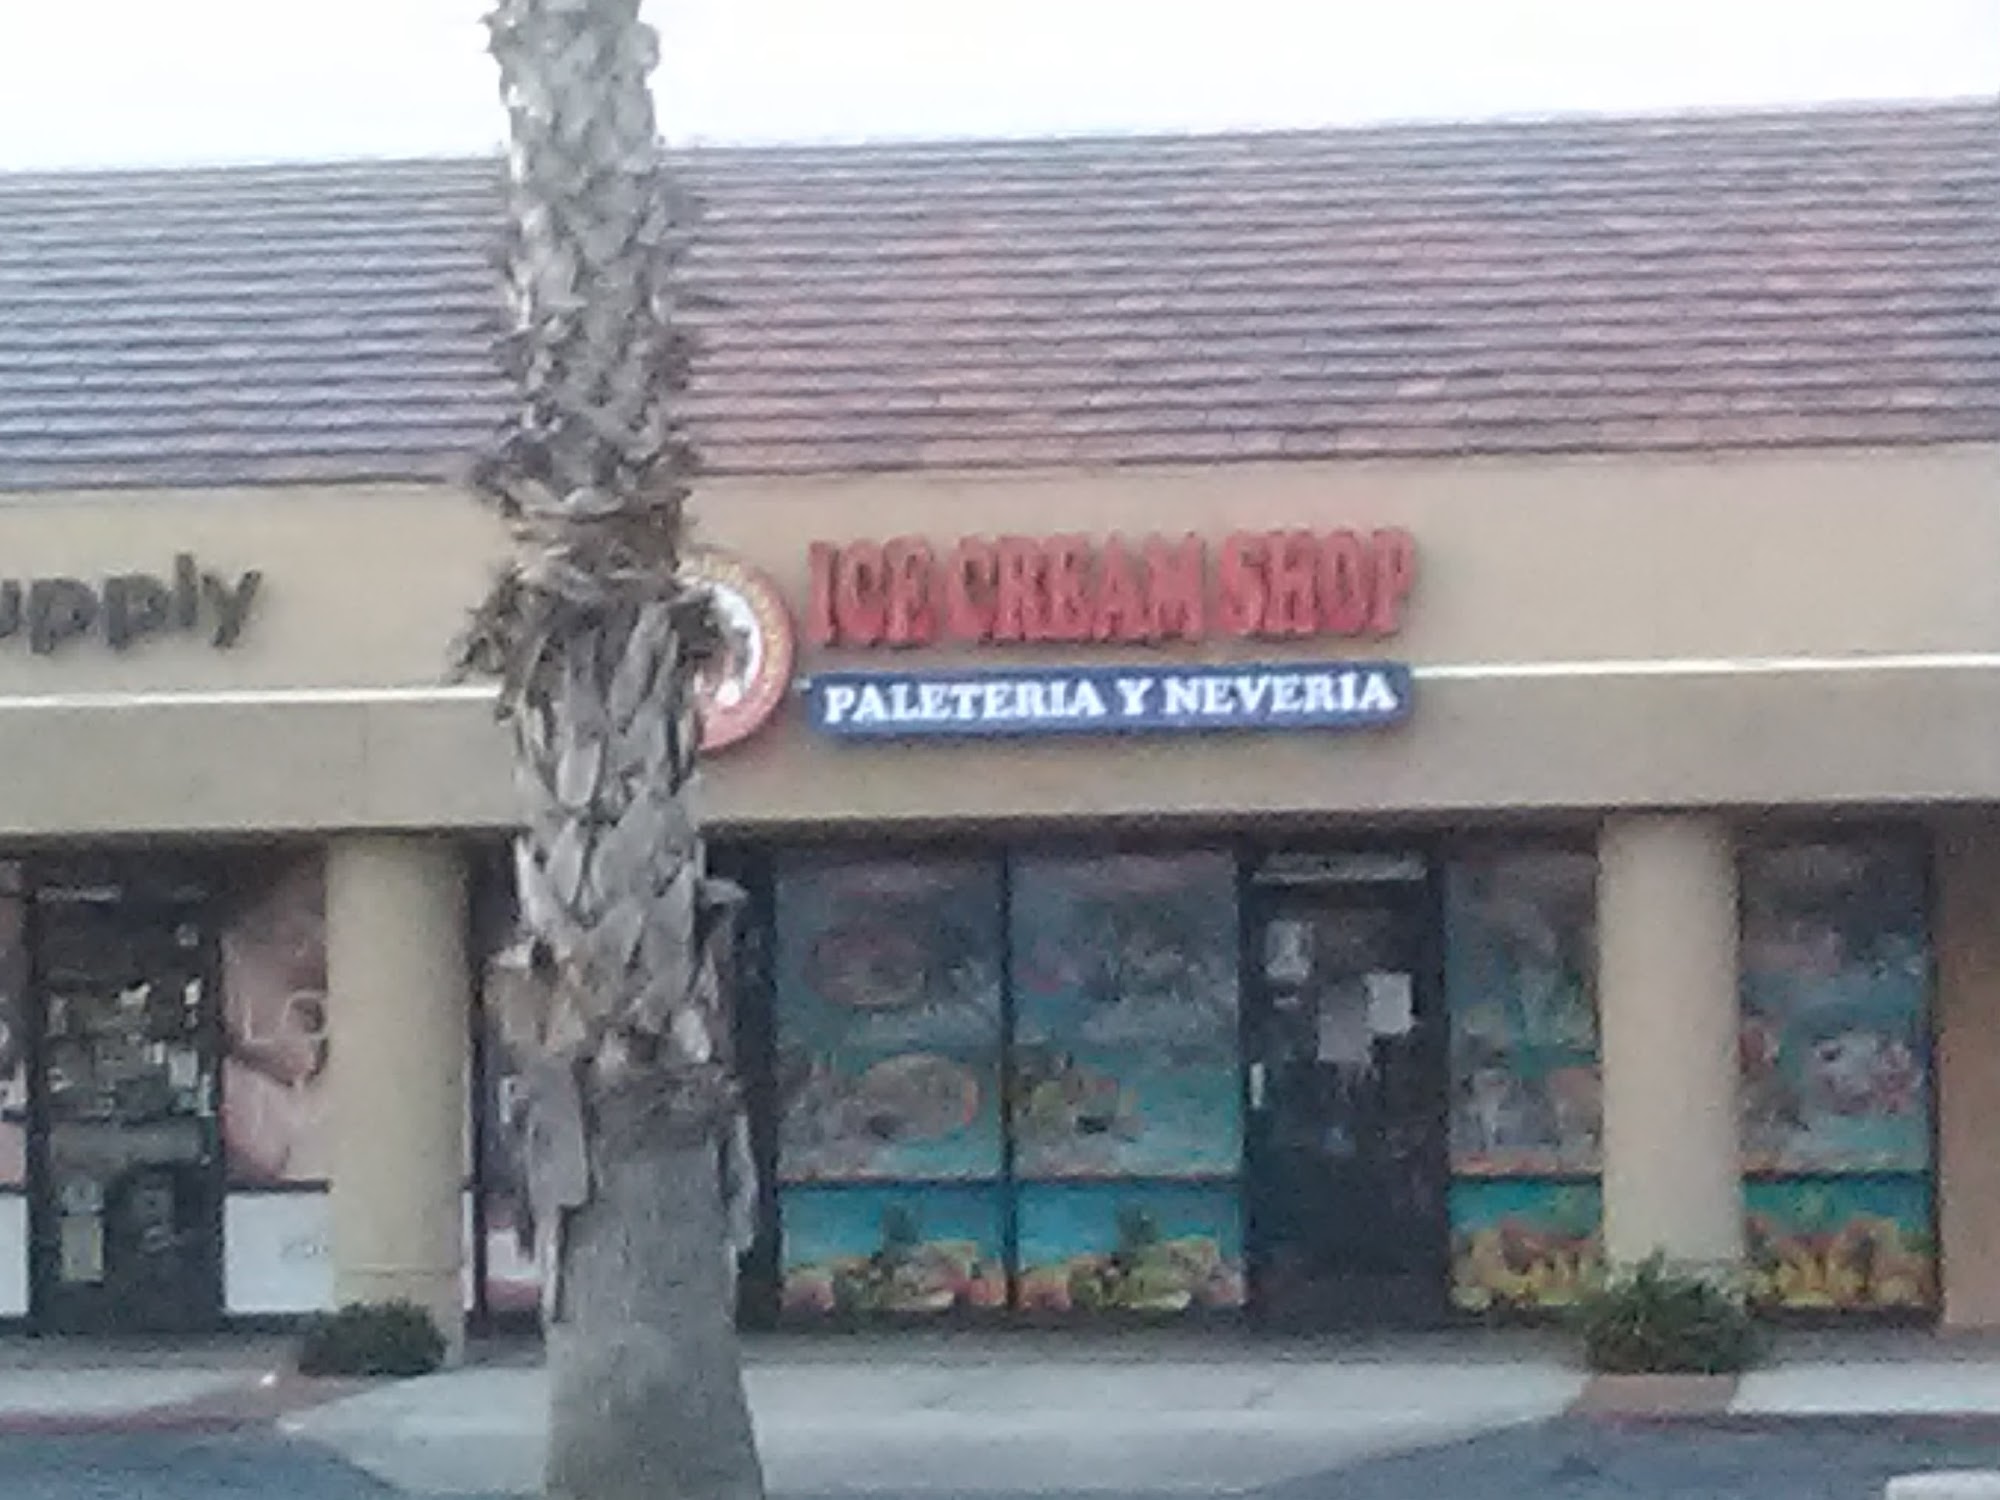 upply
ICE CREAM SHOP
PALETERIA Y NEVERIA